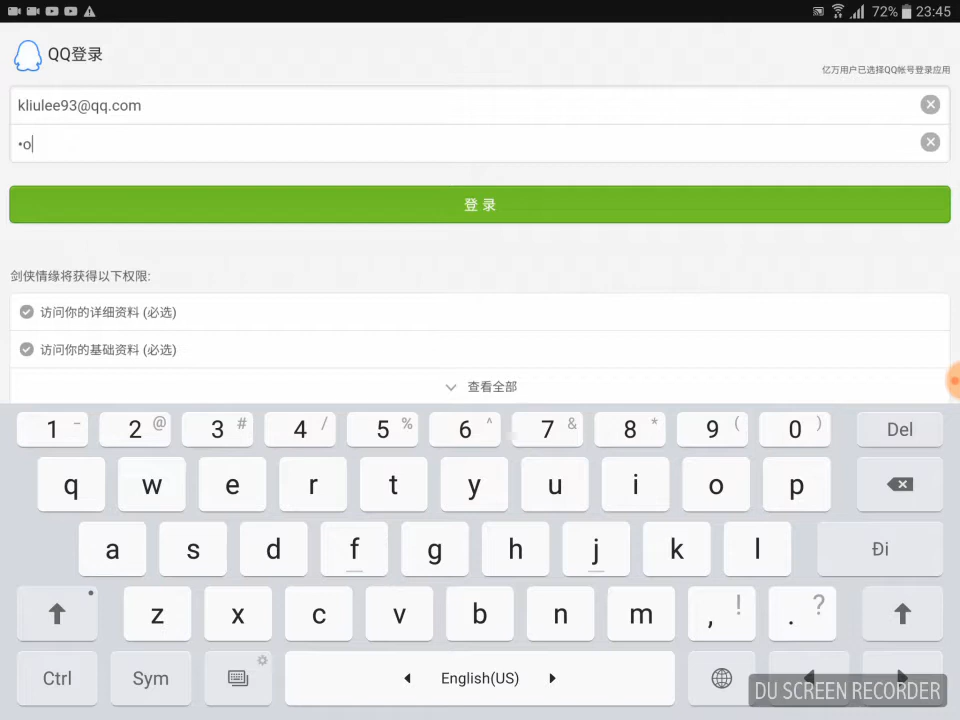 72% 23:45
QQ登录
亿万用户已选择QQ帐号登录应用
kliulee93@qq.com
•o
登 录
剑侠情缘将获得以下权限:
访问你的详细资料 (必选)
访问你的基础资料 (必选)
查看全部
1 - 2 @ 3 # 4 / 5 % 6 ^ 7 & 8 * 9 ( 0 ) Del
q w e r t y u i o p
a s d f g h j k l Đi
z x c v b n m , ! . ?
Ctrl Sym English(US)
DU SCREEN RECORDER